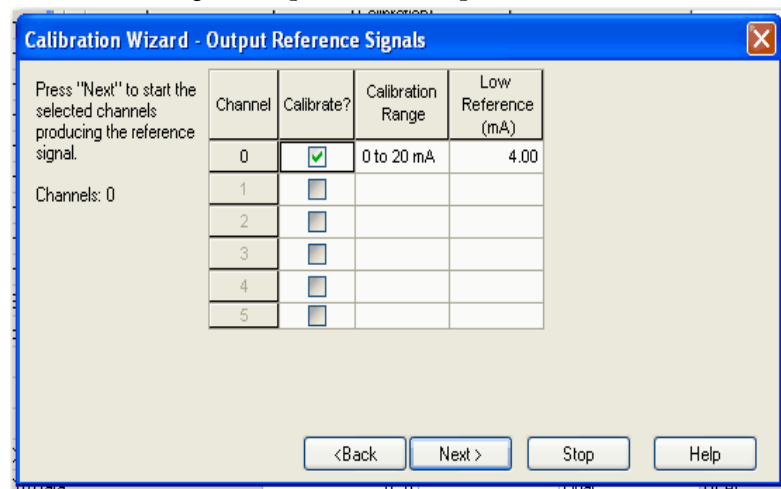 Calibration Wizard - Output Reference Signals
Press "Next" to start the
selected channels
producing the reference
signal.
Channels: 0
Channel Calibrate? Calibration Range Low Reference (mA)
0 0 to 20 mA 4.00
1
2
3
4
5
<Back Next > Stop Help